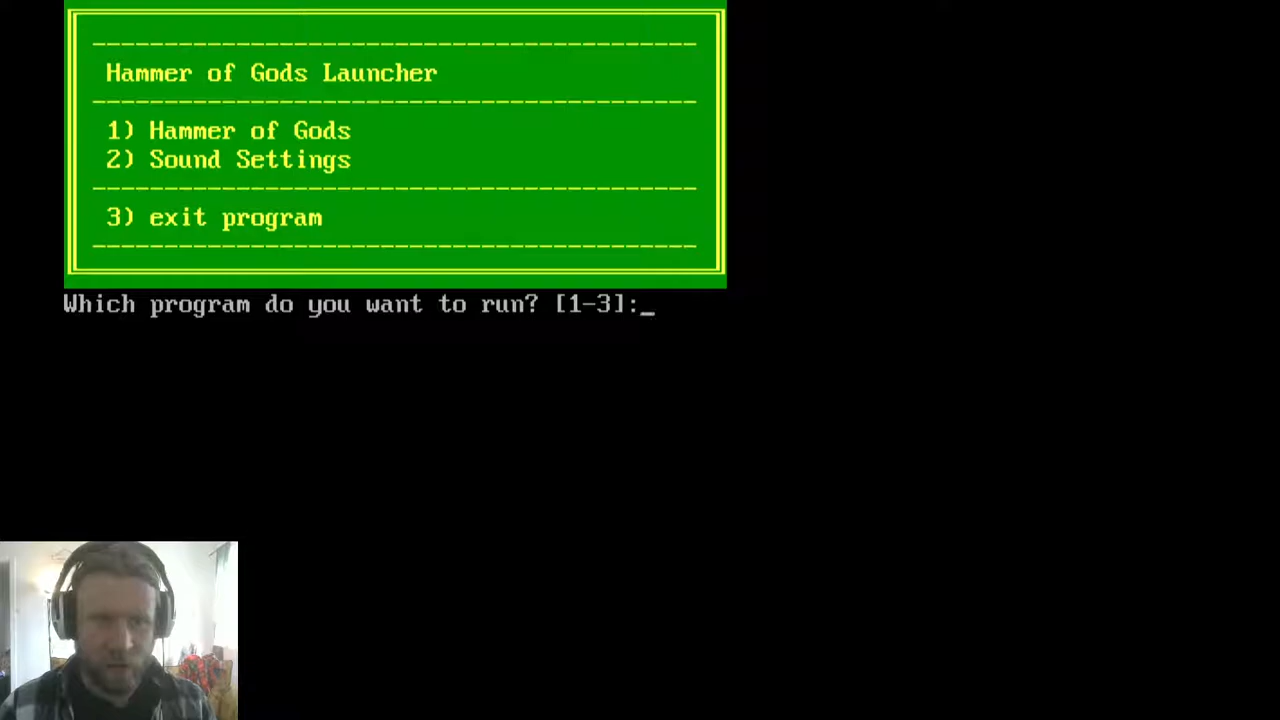 Hammer of Gods Launcher
1) Hammer of Gods
2) Sound Settings
3) exit program
Which program do you want to run? [1-3]:_